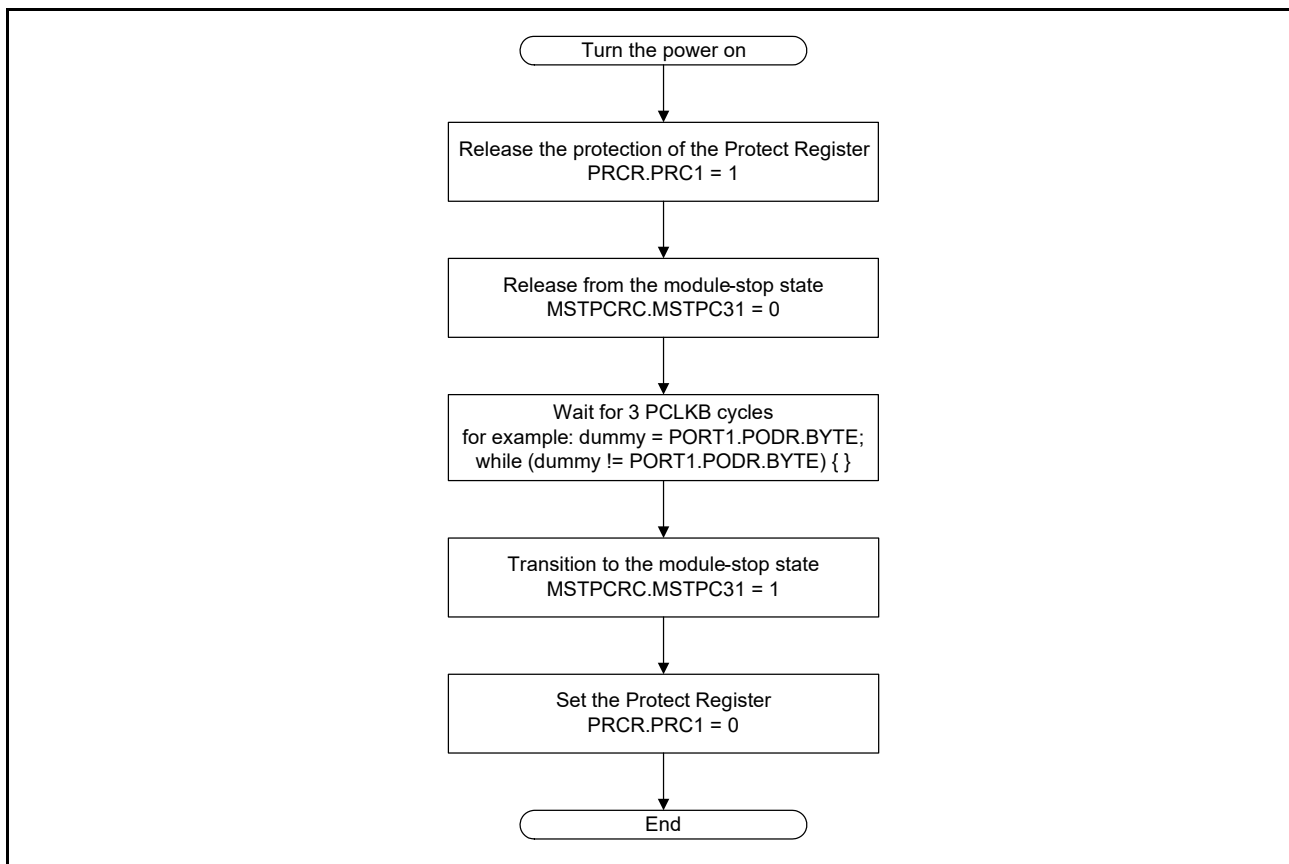 Turn the power on
Release the protection of the Protect Register
PRCR.PRC1 = 1
Release from the module-stop state
MSTPCRC.MSTPC31 = 0
Wait for 3 PCLKB cycles
for example: dummy = PORT1.PODR.BYTE;
while (dummy != PORT1.PODR.BYTE) { }
Transition to the module-stop state
MSTPCRC.MSTPC31 = 1
Set the Protect Register
PRCR.PRC1 = 0
End